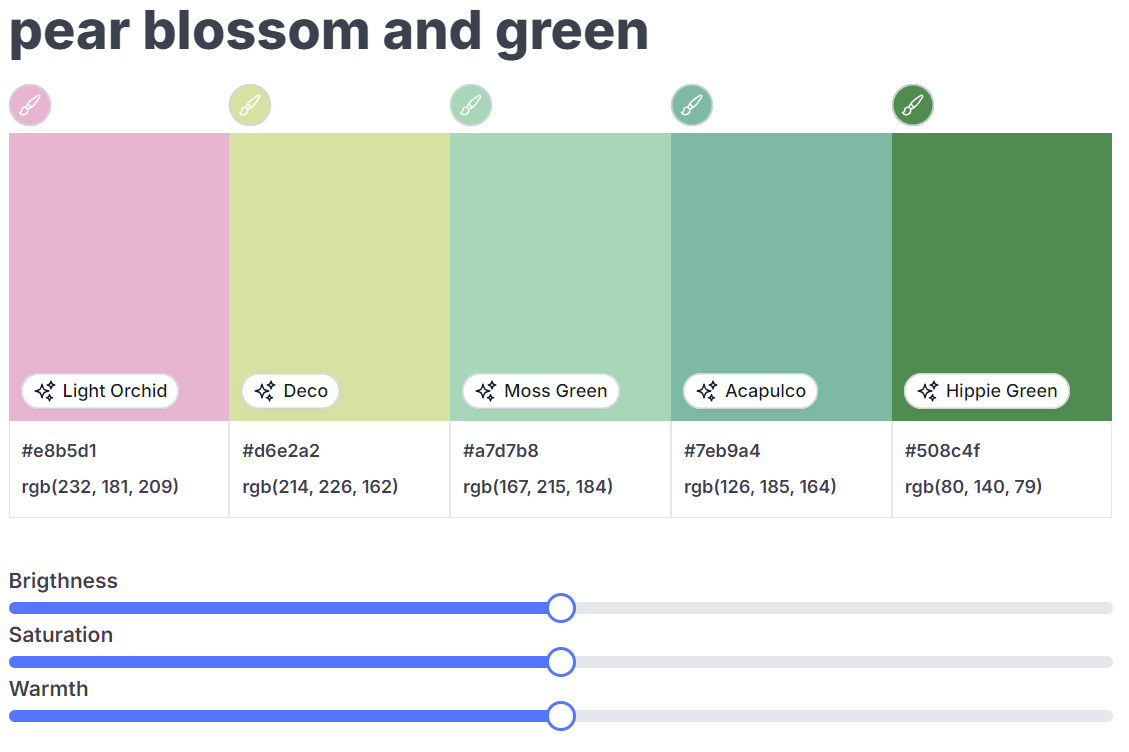 pear blossom and green
Light Orchid
Deco
Moss Green
Acapulco
Hippie Green
#e8b5d1
#d6e2a2
#a7d7b8
#7eb9a4
#508c4f
rgb(232, 181, 209)
rgb(214, 226, 162)
rgb(167, 215, 184)
rgb(126, 185, 164)
rgb(80, 140, 79)
Brigthness
Saturation
Warmth